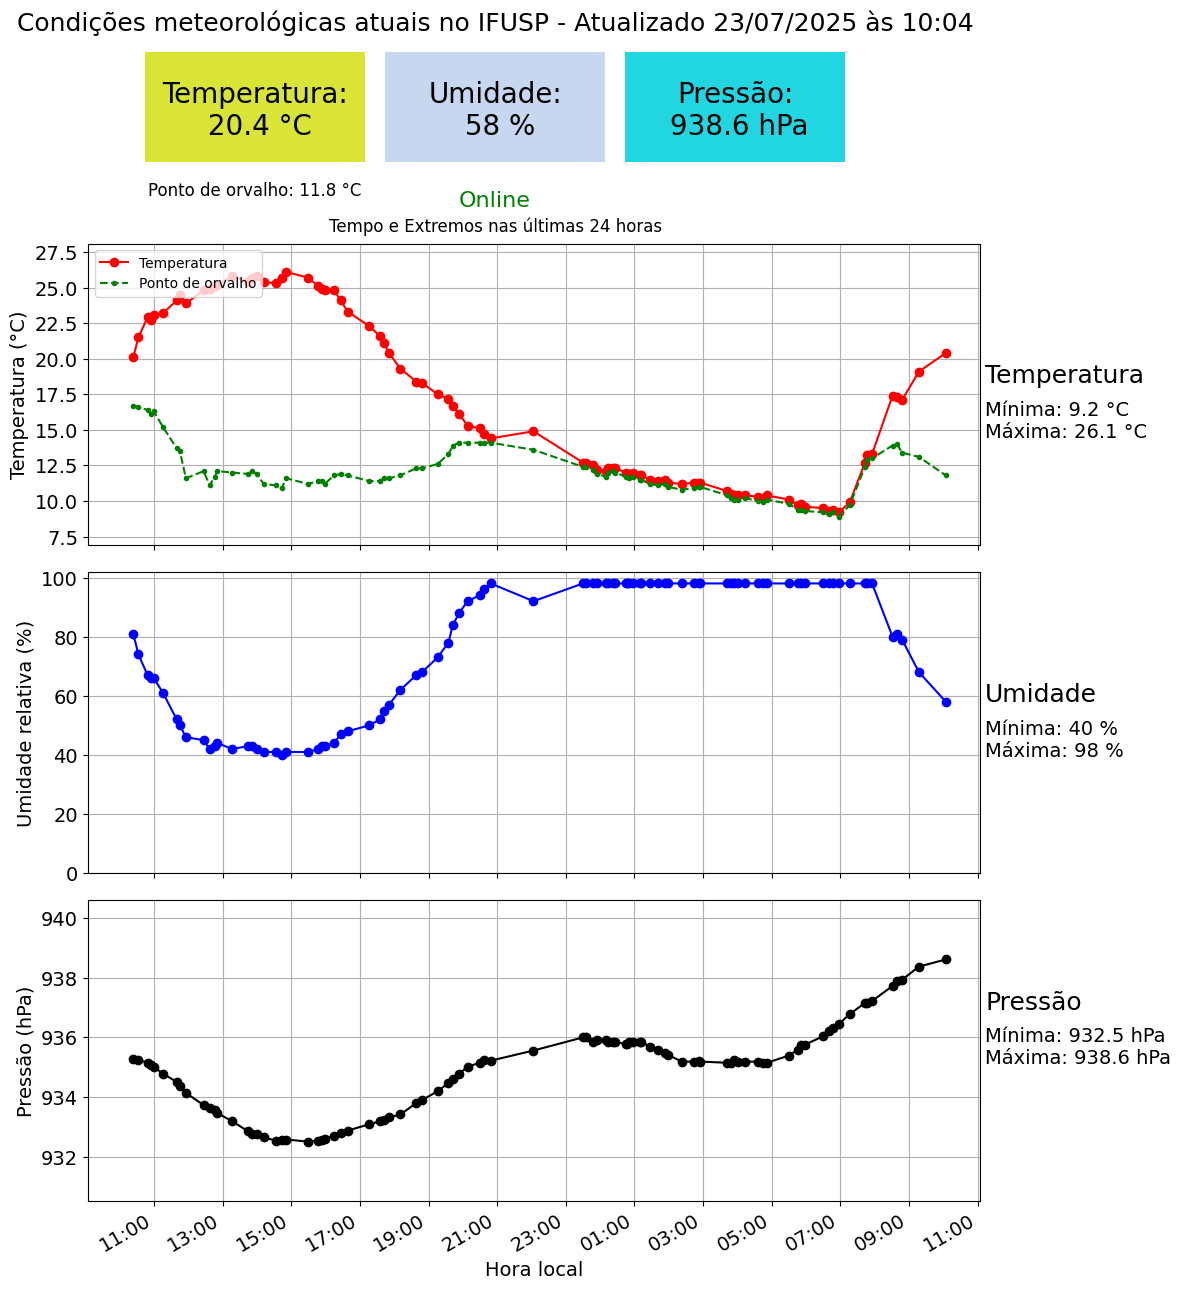 Condições meteorológicas atuais no IFUSP - Atualizado 23/07/2025 às 10:04
Temperatura:
20.4 °C
Umidade:
58 %
Pressão:
938.6 hPa
Ponto de orvalho: 11.8 °C
Online
Tempo e Extremos nas últimas 24 horas
Temperatura (°C)
27.5
25.0
22.5
20.0
17.5
15.0
12.5
10.0
7.5
Temperatura
Ponto de orvalho
Temperatura
Mínima: 9.2 °C
Máxima: 26.1 °C
Umidade relativa (%)
100
80
60
40
20
0
Umidade
Mínima: 40 %
Máxima: 98 %
Pressão (hPa)
940
938
936
934
932
Pressão
Mínima: 932.5 hPa
Máxima: 938.6 hPa
11:00
13:00
15:00
17:00
19:00
21:00
23:00
01:00
03:00
05:00
07:00
09:00
11:00
Hora local